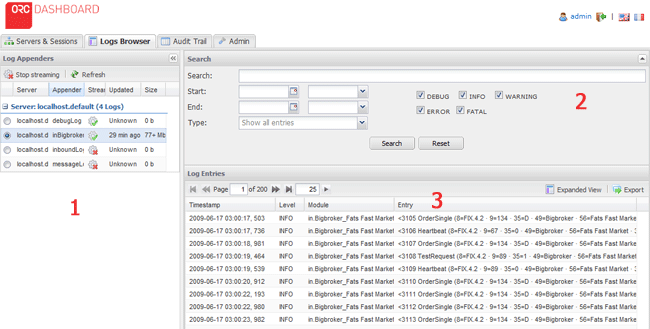 ORC DASHBOARD
admin
Servers & Sessions Logs Browser Audit Trail Admin
Log Appenders
Stop streaming Refresh
Server Appender Strea Updated Size
Server: localhost.default (4 Logs)
localhost.d debugLog Unknown 0 b
localhost.d inBigbroker 29 min ago 77+ Mb
localhost.d inboundLog Unknown 0 b
localhost.d messageLo Unknown 0 b
1
Search
Search:
Start:
DEBUG INFO WARNING
End:
ERROR FATAL
Type: Show all entries
2
Search Reset
Log Entries
Page 1 of 200 25 Expanded View Export
3
Timestamp Level Module Entry
2009-06-17 03:00:17, 503 INFO in.Bigbroker_Fats Fast Market <3105 OrderSingle (8=FIX.4.2 · 9=134 · 35=D · 49=Bigbroker · 56=Fats Fast Market
2009-06-17 03:00:17, 736 INFO in.Bigbroker_Fats Fast Market <3106 Heartbeat (8=FIX.4.2 · 9=67 · 35=0 · 49=Bigbroker · 56=Fats Fast Market ·
2009-06-17 03:00:18, 981 INFO in.Bigbroker_Fats Fast Market <3107 OrderSingle (8=FIX.4.2 · 9=134 · 35=D · 49=Bigbroker · 56=Fats Fast Market
2009-06-17 03:00:19, 464 INFO in.Bigbroker_Fats Fast Market <3108 TestRequest (8=FIX.4.2 · 9=89 · 35=1 · 49=Bigbroker · 56=Fats Fast Market
2009-06-17 03:00:19, 539 INFO in.Bigbroker_Fats Fast Market <3109 Heartbeat (8=FIX.4.2 · 9=89 · 35=0 · 49=Bigbroker · 56=Fats Fast Market ·
2009-06-17 03:00:20, 912 INFO in.Bigbroker_Fats Fast Market <3110 OrderSingle (8=FIX.4.2 · 9=134 · 35=D · 49=Bigbroker · 56=Fats Fast Market
2009-06-17 03:00:22, 193 INFO in.Bigbroker_Fats Fast Market <3111 OrderSingle (8=FIX.4.2 · 9=134 · 35=D · 49=Bigbroker · 56=Fats Fast Market
2009-06-17 03:00:22, 980 INFO in.Bigbroker_Fats Fast Market <3112 OrderSingle (8=FIX.4.2 · 9=134 · 35=D · 49=Bigbroker · 56=Fats Fast Market
2009-06-17 03:00:23, 982 INFO in.Bigbroker_Fats Fast Market <3113 OrderSingle (8=FIX.4.2 · 9=134 · 35=D · 49=Bigbroker · 56=Fats Fast Market